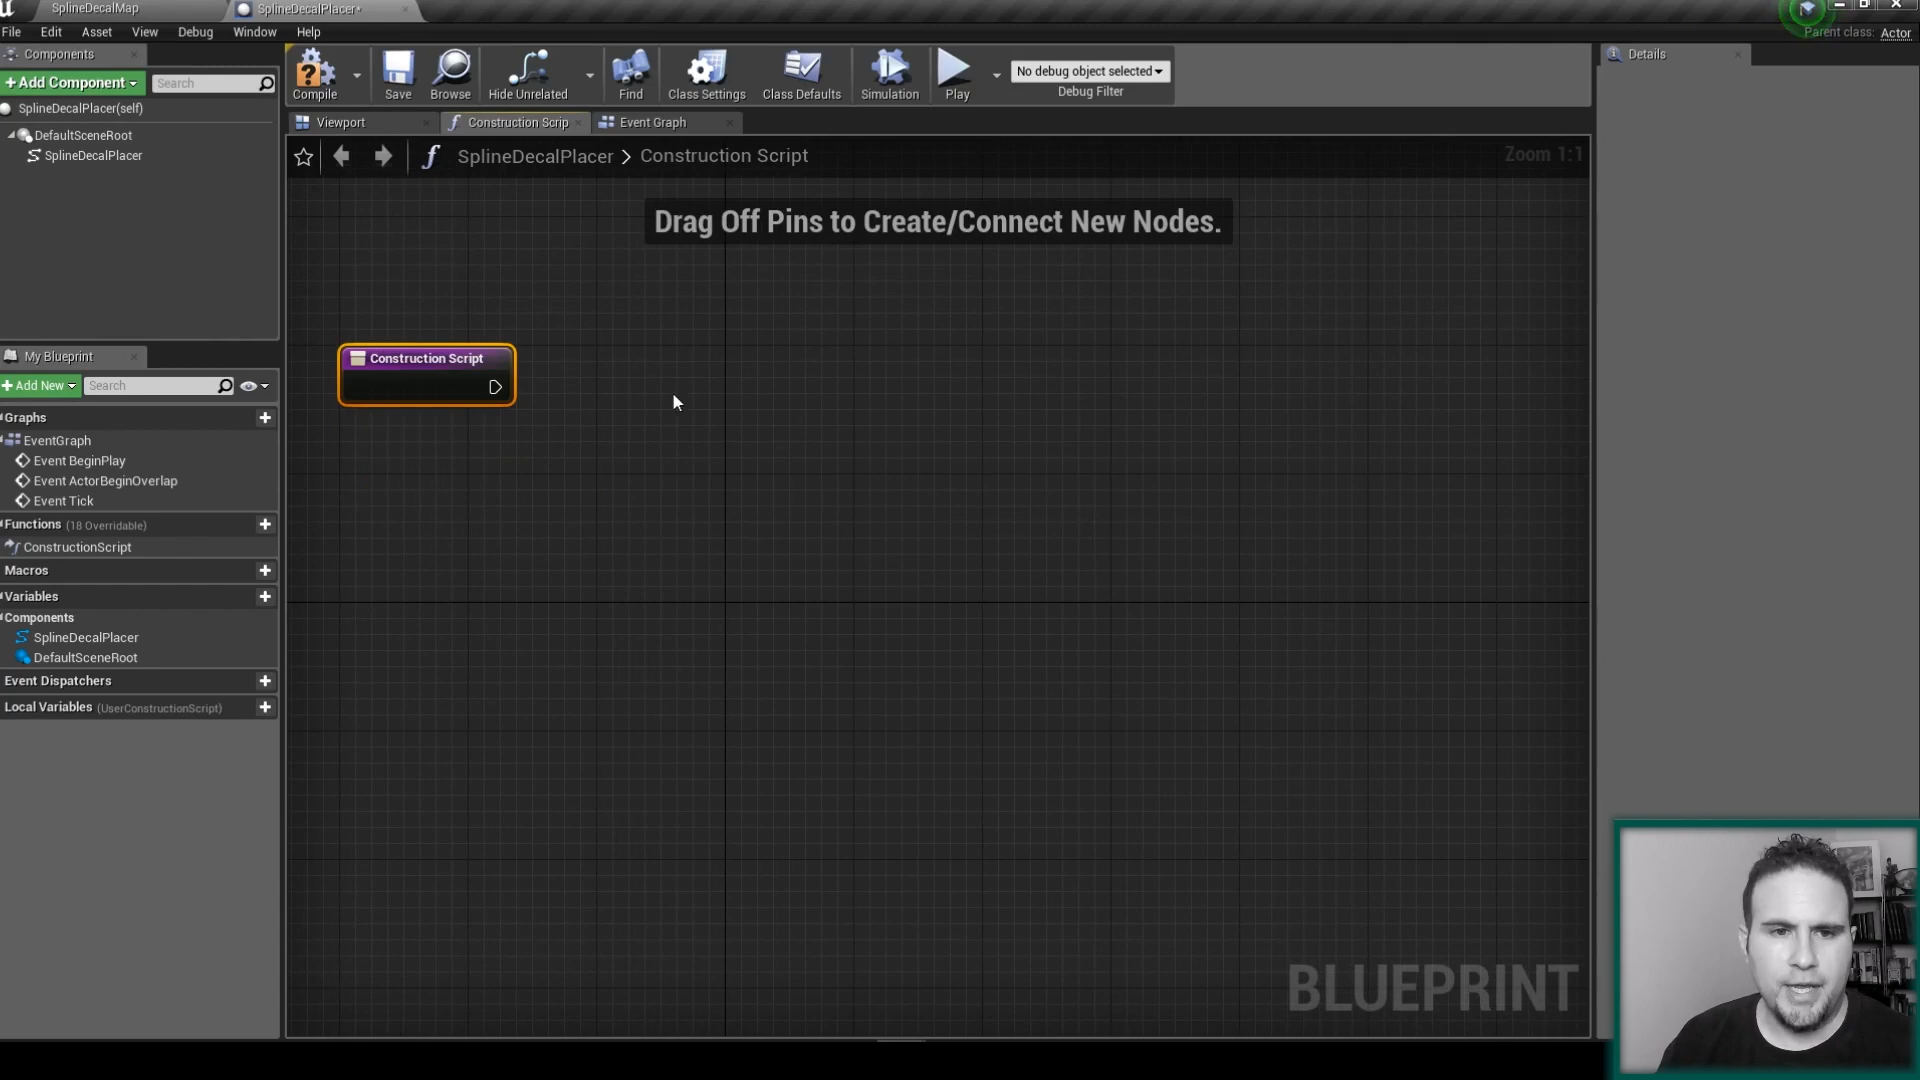 SplineDecalMap
SplineDecalPlacer*
File Edit Asset View Debug Window Help
Parent class: Actor
Components
+Add Component
Search
SplineDecalPlacer(self)
DefaultSceneRoot
SplineDecalPlacer
Compile
Save
Browse
Hide Unrelated
Find
Class Settings
Class Defaults
Simulation
Play
No debug object selected
Debug Filter
Details
Viewport
Construction Scrip
Event Graph
SplineDecalPlacer > Construction Script
Zoom 1:1
Drag Off Pins to Create/Connect New Nodes.
Construction Script
My Blueprint
+Add New
Search
Graphs
EventGraph
Event BeginPlay
Event ActorBeginOverlap
Event Tick
Functions (18 Overridable)
ConstructionScript
Macros
Variables
Components
SplineDecalPlacer
DefaultSceneRoot
Event Dispatchers
Local Variables (UserConstructionScript)
BLUEPRINT